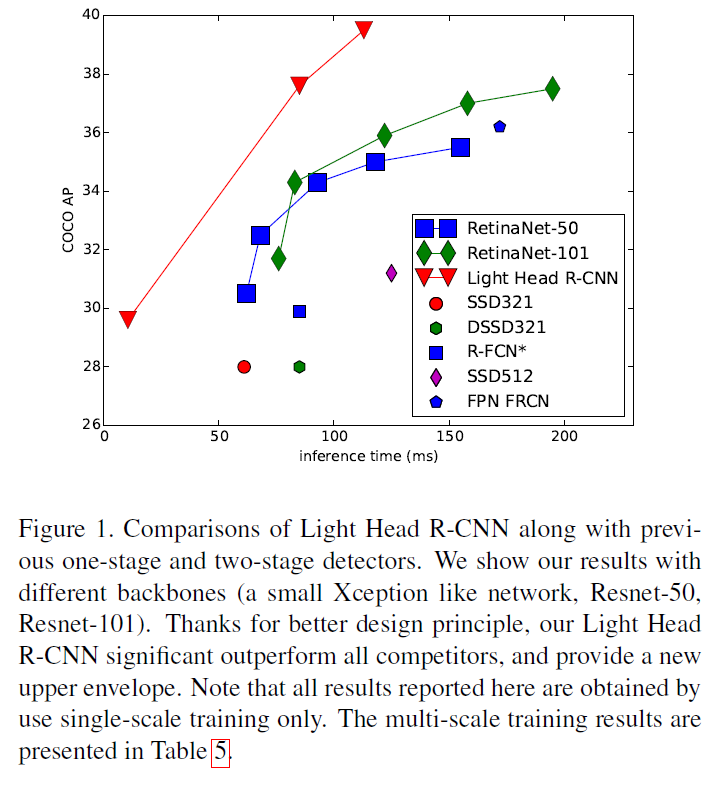 40
38
36
34
32
30
28
26
COCO AP
0
50
100
150
200
inference time (ms)
RetinaNet-50
RetinaNet-101
Light Head R-CNN
SSD321
DSSD321
R-FCN*
SSD512
FPN FRCN
Figure 1. Comparisons of Light Head R-CNN along with previ-
ous one-stage and two-stage detectors. We show our results with
different backbones (a small Xception like network, Resnet-50,
Resnet-101). Thanks for better design principle, our Light Head
R-CNN significant outperform all competitors, and provide a new
upper envelope. Note that all results reported here are obtained by
use single-scale training only. The multi-scale training results are
presented in Table 5.